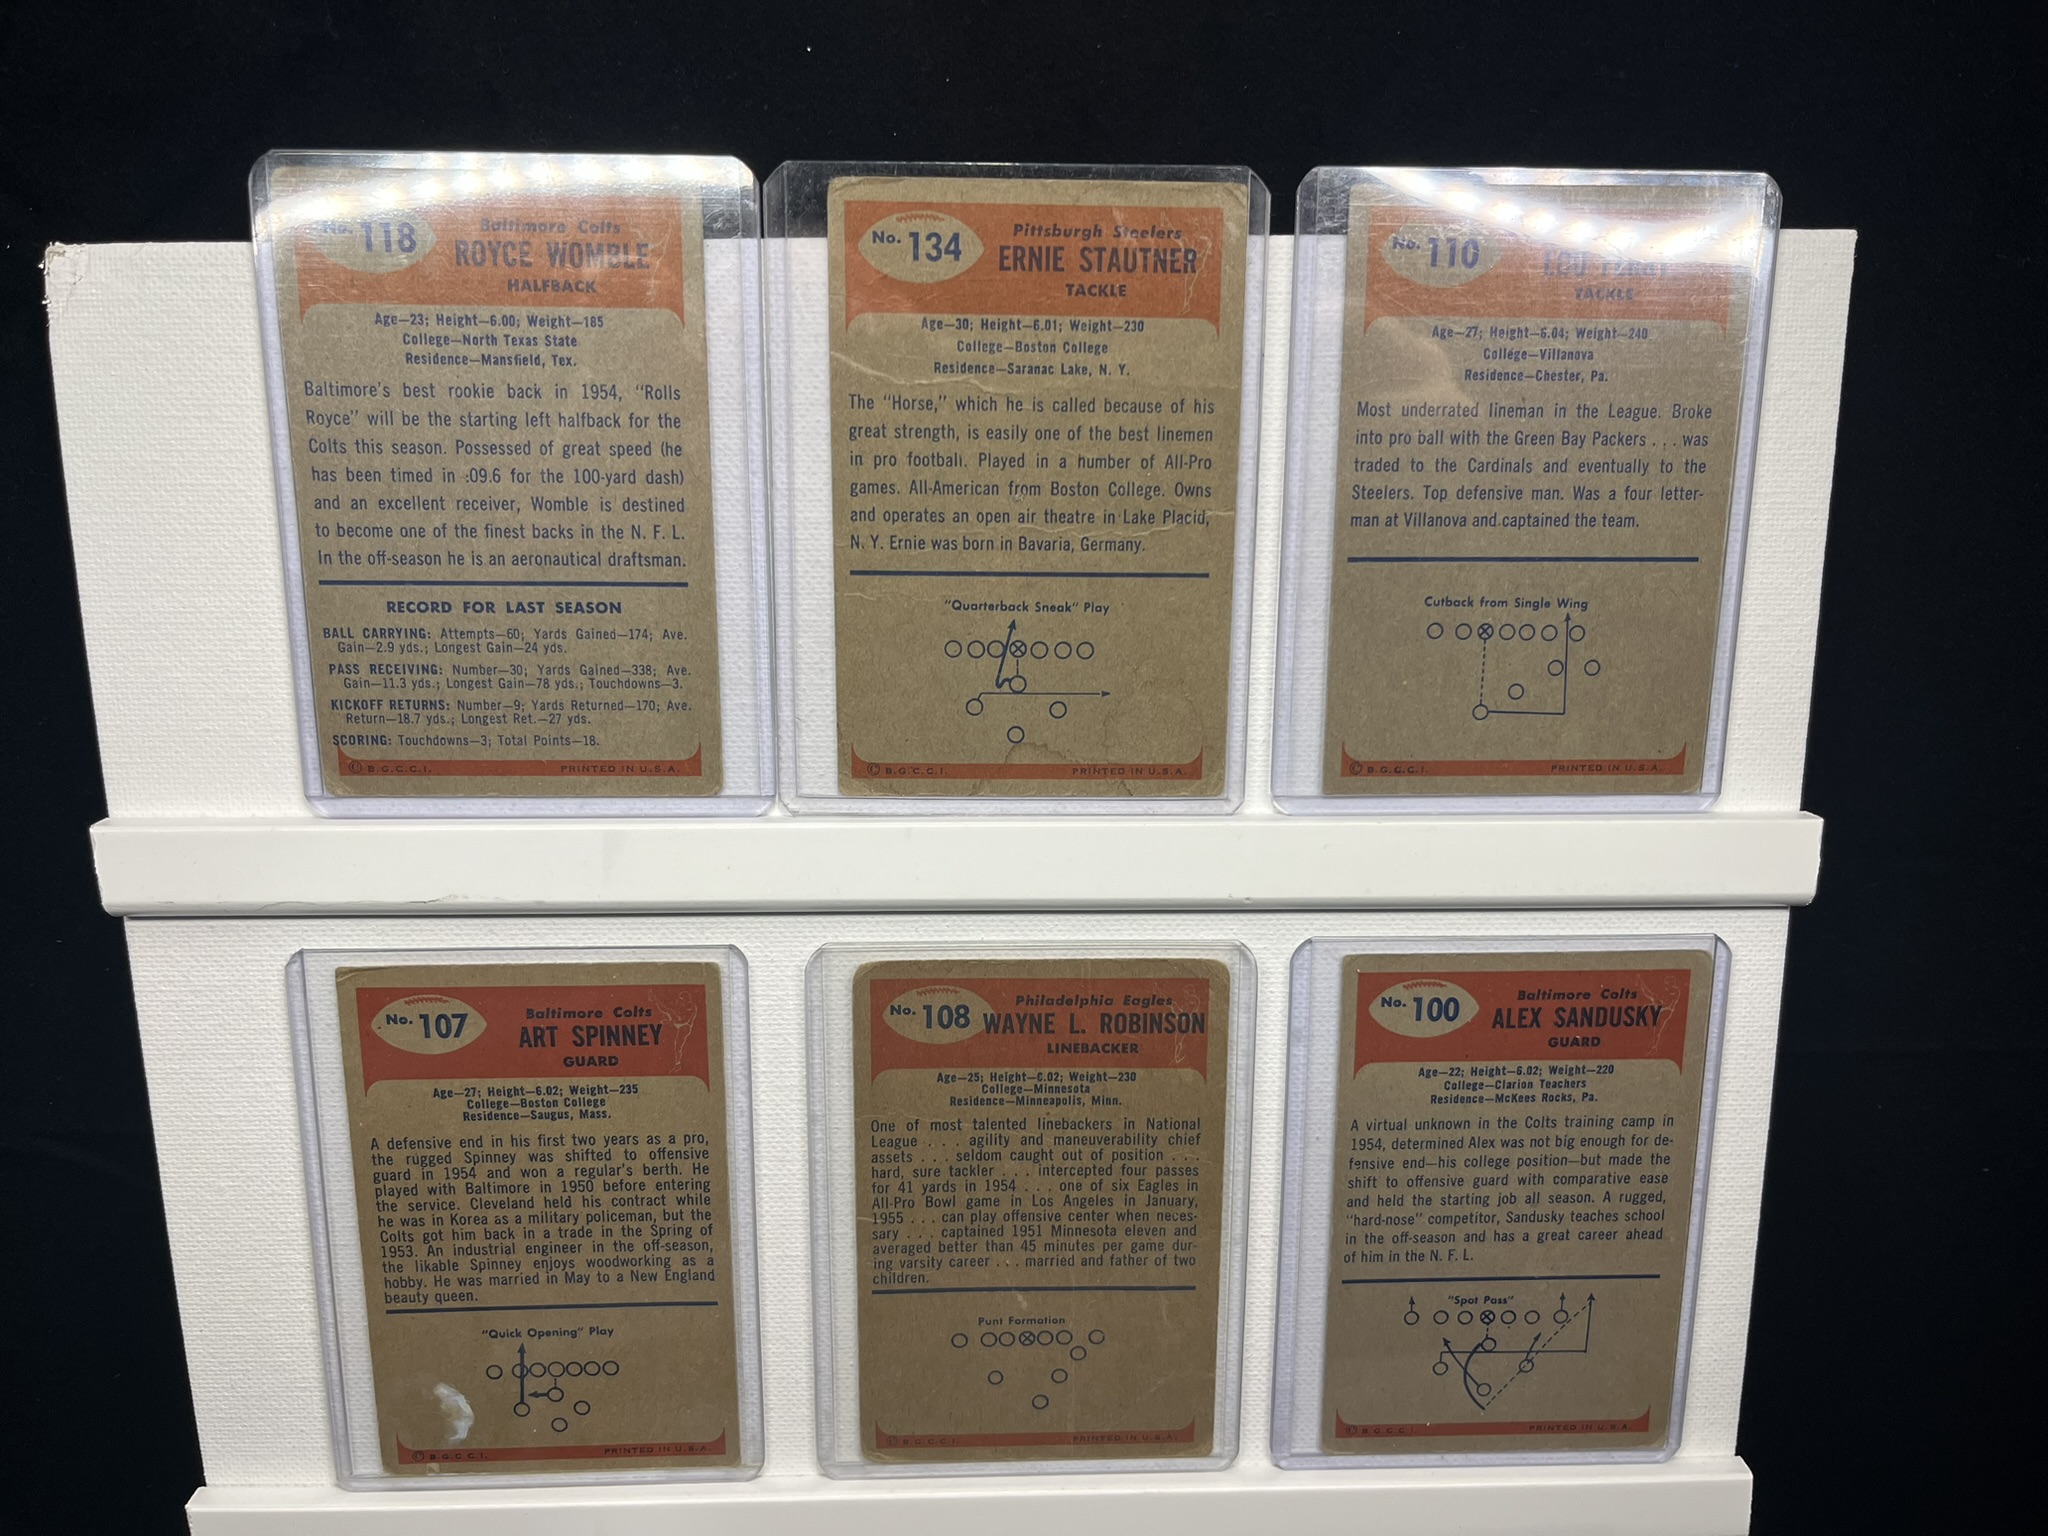 No. 118
Baltimore Colts
ROYCE WOMBLE
HALFBACK
Age—23; Height—6.00; Weight—185
College—North Texas State
Residence—Mansfield, Tex.
Baltimore's best rookie back in 1954, "Rolls
Royce" will be the starting left halfback for the
Colts this season. Possessed of great speed (he
has been timed in :09.6 for the 100-yard dash)
and an excellent receiver, Womble is destined
to become one of the finest backs in the N. F. L.
In the off-season he is an aeronautical draftsman.
RECORD FOR LAST SEASON
BALL CARRYING: Attempts—60; Yards Gained—174; Ave.
Gain—2.9 yds.; Longest Gain—24 yds.
PASS RECEIVING: Number—30; Yards Gained—338; Ave.
Gain—11.3 yds.; Longest Gain—78 yds.; Touchdowns—3.
KICKOFF RETURNS: Number—9; Yards Returned—170; Ave.
Return—18.7 yds.; Longest Ret.—27 yds.
SCORING: Touchdowns—3; Total Points—18.
© B.G.C.C.I. PRINTED IN U.S.A.
No. 134
Pittsburgh Steelers
ERNIE STAUTNER
TACKLE
Age—30; Height—6.01; Weight—230
College—Boston College
Residence—Saranac Lake, N. Y.
The "Horse," which he is called because of his
great strength, is easily one of the best linemen
in pro football. Played in a number of All-Pro
games. All-American from Boston College. Owns
and operates an open air theatre in Lake Placid,
N. Y. Ernie was born in Bavaria, Germany.
"Quarterback Sneak" Play
© B.G.C.C.I. PRINTED IN U.S.A.
No. 110
TACKLE
Age—27; Height—6.04; Weight—240
College—Villanova
Residence—Chester, Pa.
Most underrated lineman in the League. Broke
into pro ball with the Green Bay Packers . . . was
traded to the Cardinals and eventually to the
Steelers. Top defensive man. Was a four letter-
man at Villanova and captained the team.
Cutback from Single Wing
© B.G.C.C.I. PRINTED IN U.S.A.
No. 107
Baltimore Colts
ART SPINNEY
GUARD
Age—27; Height—6.02; Weight—235
College—Boston College
Residence—Saugus, Mass.
A defensive end in his first two years as a pro,
the rugged Spinney was shifted to offensive
guard in 1954 and won a regular's berth. He
played with Baltimore in 1950 before entering
the service. Cleveland held his contract while
he was in Korea as a military policeman, but the
Colts got him back in a trade in the Spring of
1953. An industrial engineer in the off-season,
the likable Spinney enjoys woodworking as a
hobby. He was married in May to a New England
beauty queen.
"Quick Opening" Play
© B.G.C.C.I. PRINTED IN U.S.A.
No. 108
Philadelphia Eagles
WAYNE L. ROBINSON
LINEBACKER
Age—25; Height—6.02; Weight—230
College—Minnesota
Residence—Minneapolis, Minn.
One of most talented linebackers in National
League . . . agility and maneuverability chief
assets . . . seldom caught out of position . . .
hard, sure tackler . . . intercepted four passes
for 41 yards in 1954 . . . one of six Eagles in
All-Pro Bowl game in Los Angeles in January,
1955 . . . can play offensive center when neces-
sary . . . captained 1951 Minnesota eleven and
averaged better than 45 minutes per game dur-
ing varsity career . . . married and father of two
children.
Punt Formation
© B.G.C.C.I. PRINTED IN U.S.A.
No. 100
Baltimore Colts
ALEX SANDUSKY
GUARD
Age—22; Height—6.02; Weight—220
College—Clarion Teachers
Residence—McKees Rocks, Pa.
A virtual unknown in the Colts training camp in
1954, determined Alex was not big enough for de-
fensive end—his college position—but made the
shift to offensive guard with comparative ease
and held the starting job all season. A rugged,
"hard-nose" competitor, Sandusky teaches school
in the off-season and has a great career ahead
of him in the N. F. L.
"Spot Pass"
© B.G.C.C.I. PRINTED IN U.S.A.